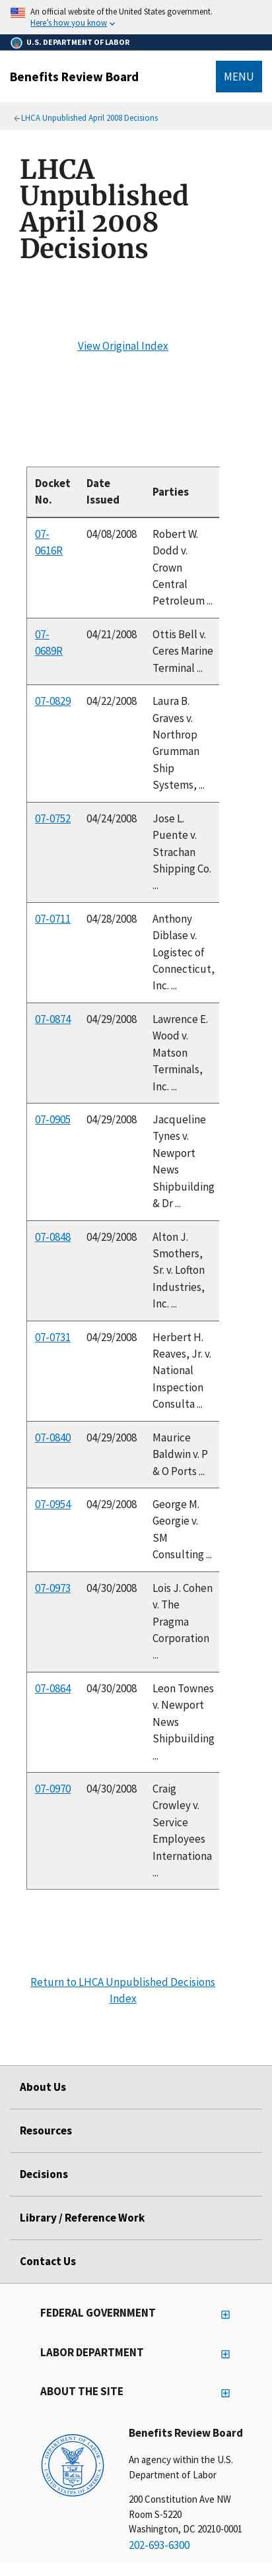 An official website of the United States government.
Here's how you know
U.S. DEPARTMENT OF LABOR
Benefits Review Board
MENU
LHCA Unpublished April 2008 Decisions
LHCA
Unpublished
April 2008
Decisions
View Original Index
Docket No. Date Issued Parties
07-0616R 04/08/2008 Robert W. Dodd v. Crown Central Petroleum ...
07-0689R 04/21/2008 Ottis Bell v. Ceres Marine Terminal ...
07-0829 04/22/2008 Laura B. Graves v. Northrop Grumman Ship Systems, ...
07-0752 04/24/2008 Jose L. Puente v. Strachan Shipping Co. ...
07-0711 04/28/2008 Anthony Diblase v. Logistec of Connecticut, Inc. ...
07-0874 04/29/2008 Lawrence E. Wood v. Matson Terminals, Inc. ...
07-0905 04/29/2008 Jacqueline Tynes v. Newport News Shipbuilding & Dr ...
07-0848 04/29/2008 Alton J. Smothers, Sr. v. Lofton Industries, Inc. ...
07-0731 04/29/2008 Herbert H. Reaves, Jr. v. National Inspection Consulta ...
07-0840 04/29/2008 Maurice Baldwin v. P & O Ports ...
07-0954 04/29/2008 George M. Georgie v. SM Consulting ...
07-0973 04/30/2008 Lois J. Cohen v. The Pragma Corporation ...
07-0864 04/30/2008 Leon Townes v. Newport News Shipbuilding ...
07-0970 04/30/2008 Craig Crowley v. Service Employees Internationa ...
Return to LHCA Unpublished Decisions
Index
About Us
Resources
Decisions
Library / Reference Work
Contact Us
FEDERAL GOVERNMENT
LABOR DEPARTMENT
ABOUT THE SITE
DEPARTMENT OF LABOR
UNITED STATES OF AMERICA
Benefits Review Board
An agency within the U.S.
Department of Labor
200 Constitution Ave NW
Room S-5220
Washington, DC 20210-0001
202-693-6300